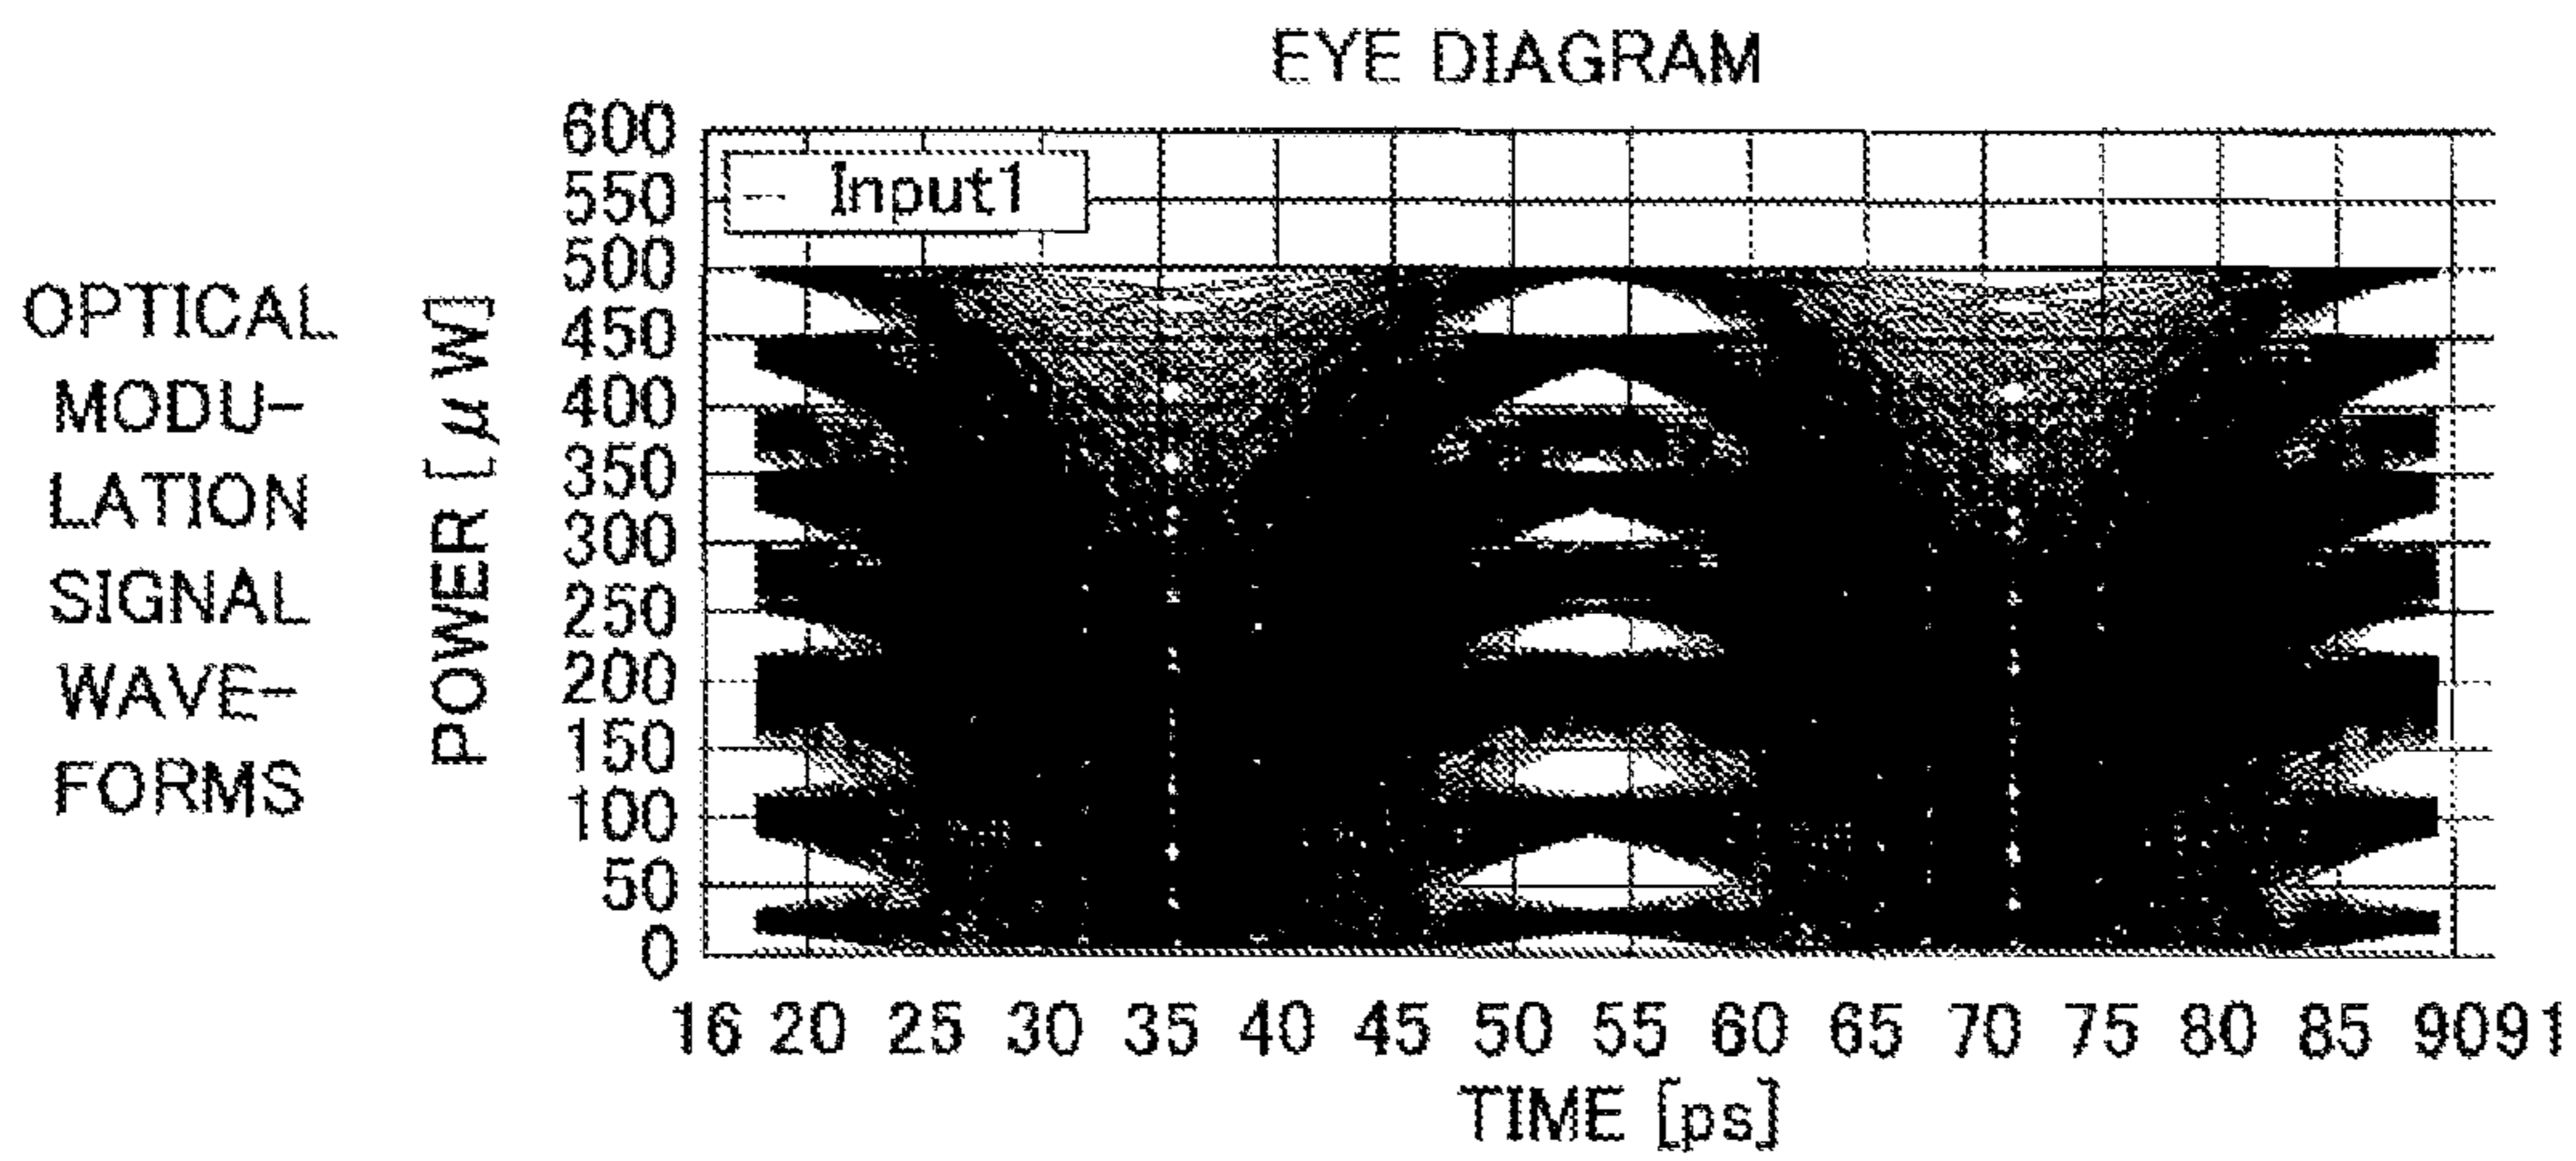 EYE DIAGRAM
OPTICAL
MODU-
LATION
SIGNAL
WAVE-
FORMS
POWER [μW]
600
550
500
450
400
350
300
250
200
150
100
50
0
Input1
16 20 25 30 35 40 45 50 55 60 65 70 75 80 85 9091
TIME [ps]